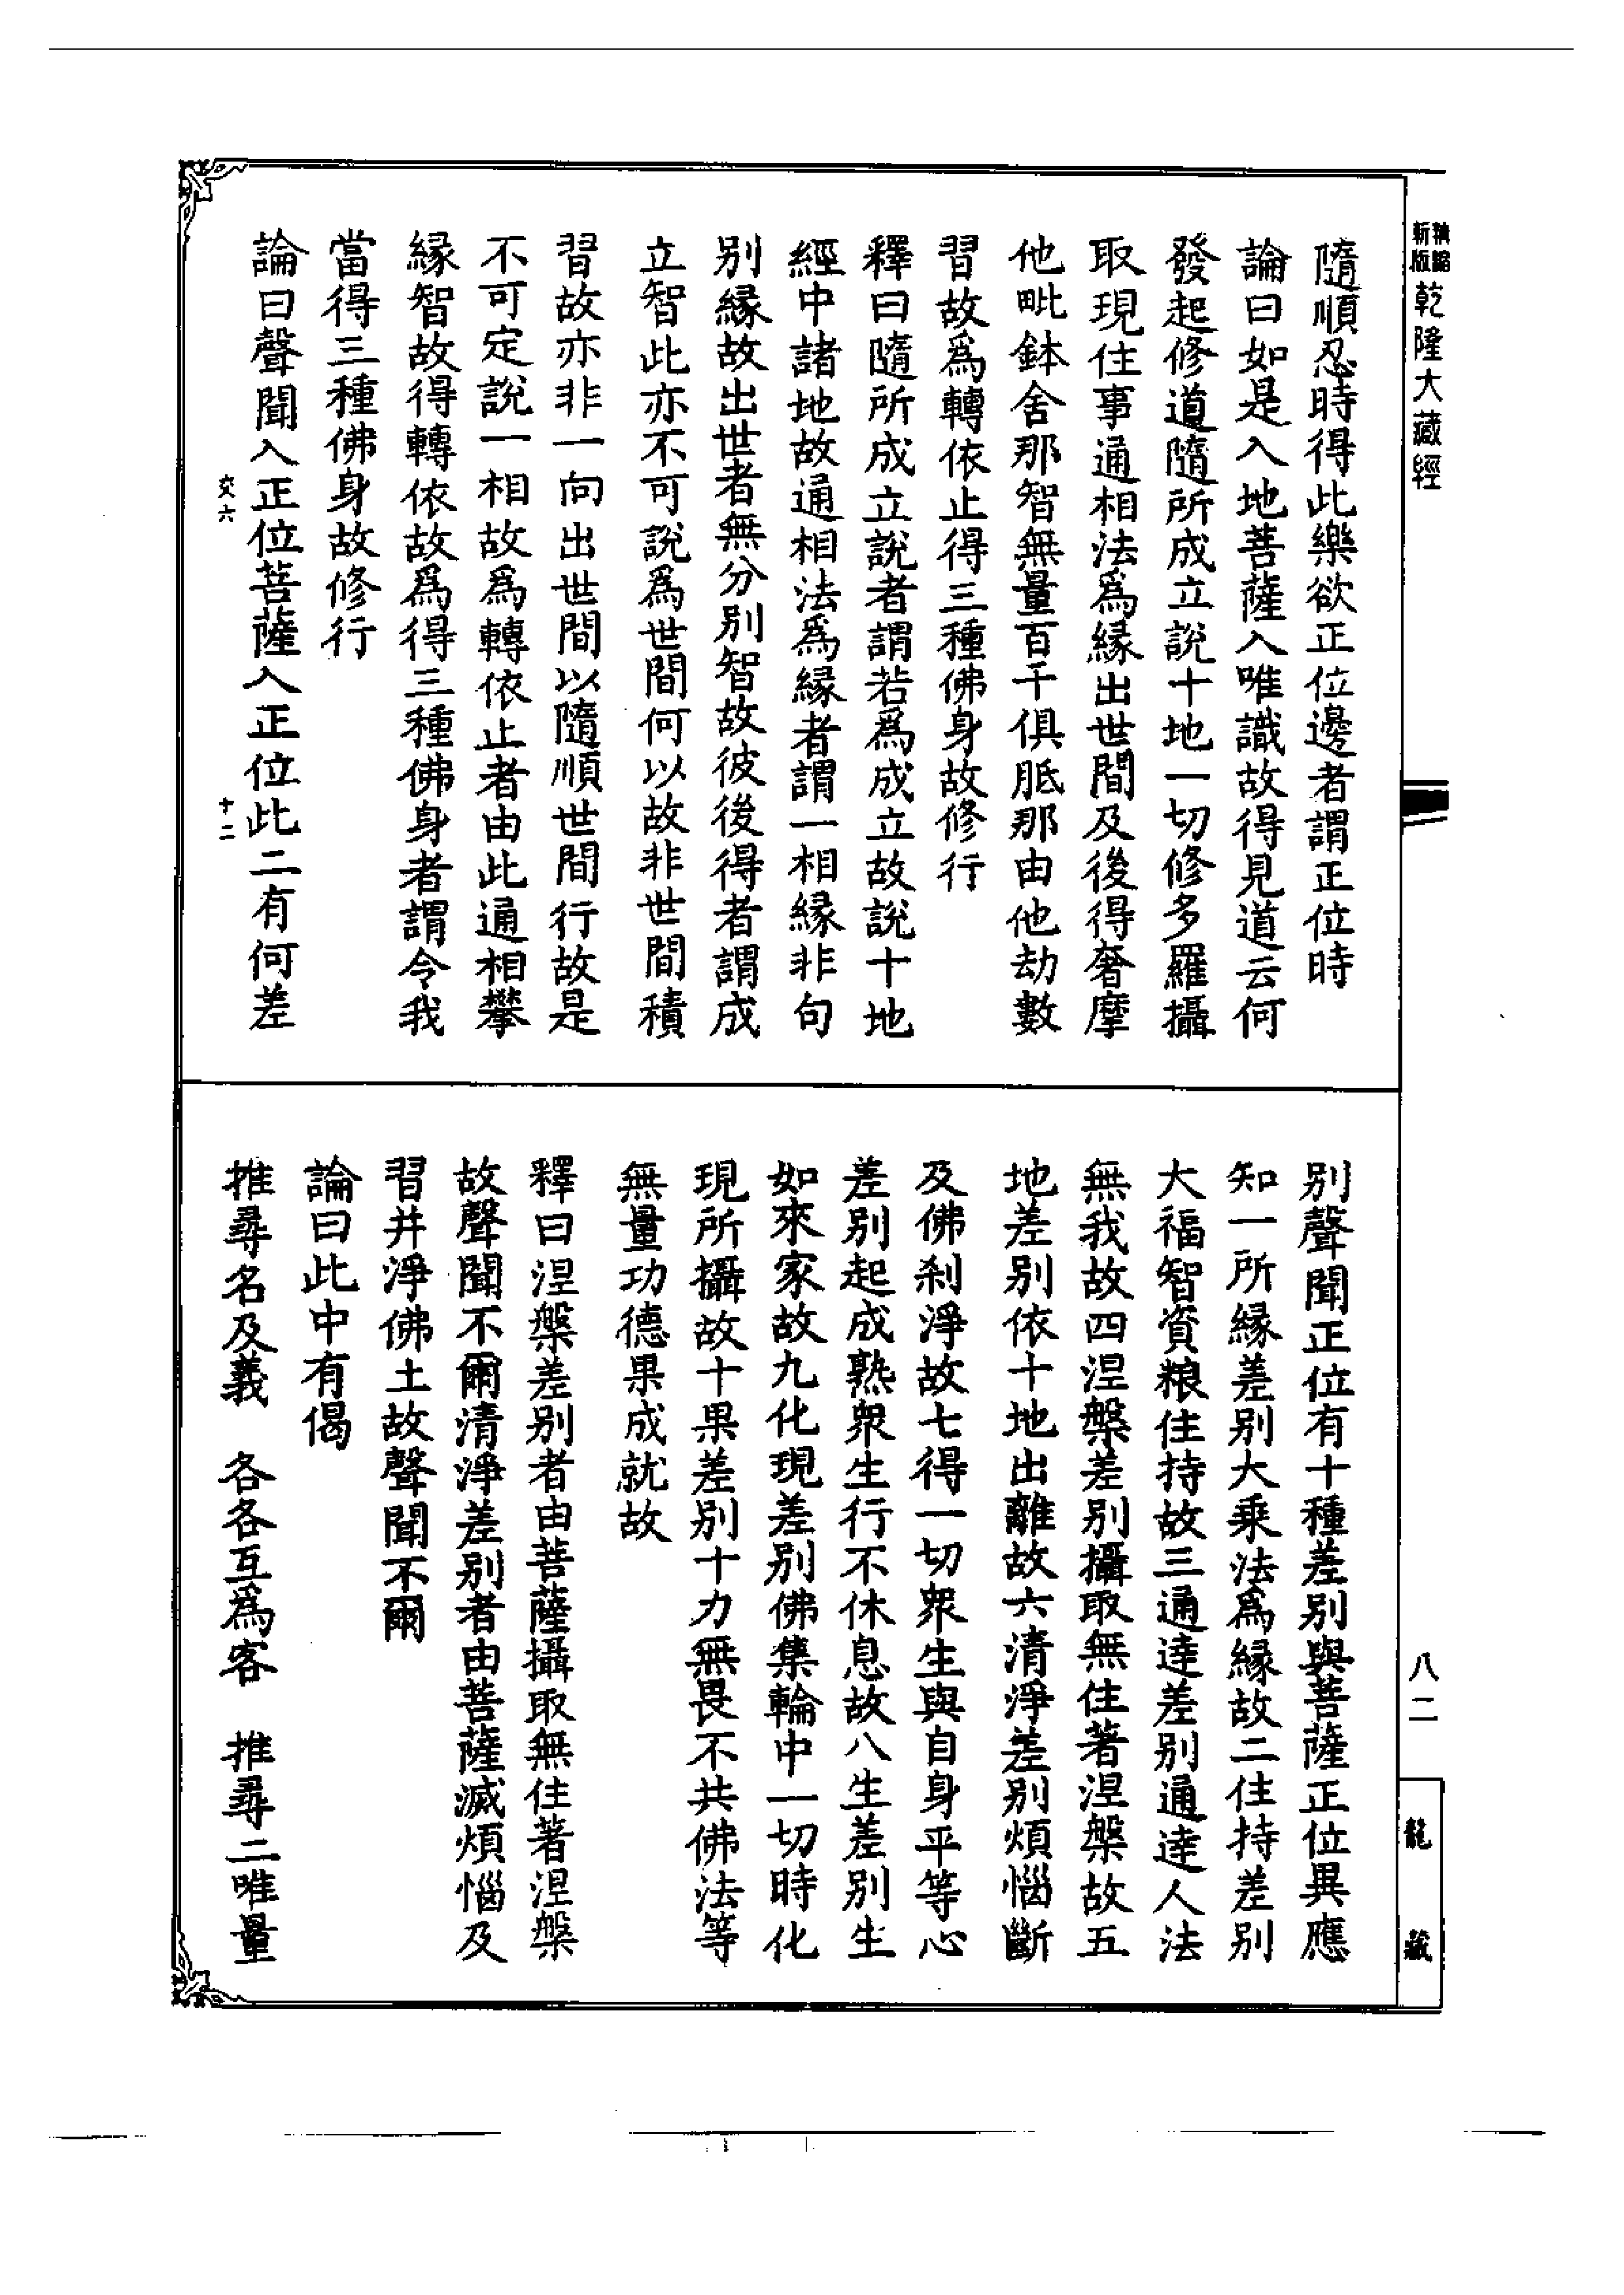 精縮
新版
乾隆大藏經
隨順忍時得此樂欲正位邊者謂正位時
論曰如是入地菩薩入唯識故得見道云何
發起修道隨所成立說十地一切修多羅攝
取現住事通相法爲緣出世間及後得奢摩
他毗鉢舍那智無量百千俱胝那由他劫數
習故爲轉依止得三種佛身故修行
釋曰隨所成立說者謂若爲成立故說十地
經中諸地故通相法爲緣者謂一相緣非句
別緣故出世者無分別智故彼後得者謂成
立智此亦不可說爲世間何以故非世間積
習故亦非一向出世間以隨順世間行故是
不可定說一相故爲轉依止者由此通相攀
緣智故得轉依故爲得三種佛身者謂令我
當得三種佛身故修行
論曰聲聞入正位菩薩入正位此二有何差
交六
十二
別聲聞正位有十種差別與菩薩正位異應
知一所緣差別大乘法爲緣故二住持差別
大福智資粮住持故三通達差別通達人法
無我故四涅槃差別攝取無住著涅槃故五
地差別依十地出離故六清淨差別煩惱斷
及佛刹淨故七得一切衆生與自身平等心
差別起成熟衆生行不休息故八生差別生
如來家故九化現差別佛集輪中一切時化
現所攝故十果差別十力無畏不共佛法等
無量功德果成就故
釋曰涅槃差別者由菩薩攝取無住著涅槃
故聲聞不爾清淨差別者由菩薩滅煩惱及
習并淨佛土故聲聞不爾
論曰此中有偈
推尋名及義　各各互爲客　推尋二唯量
八二
龍藏